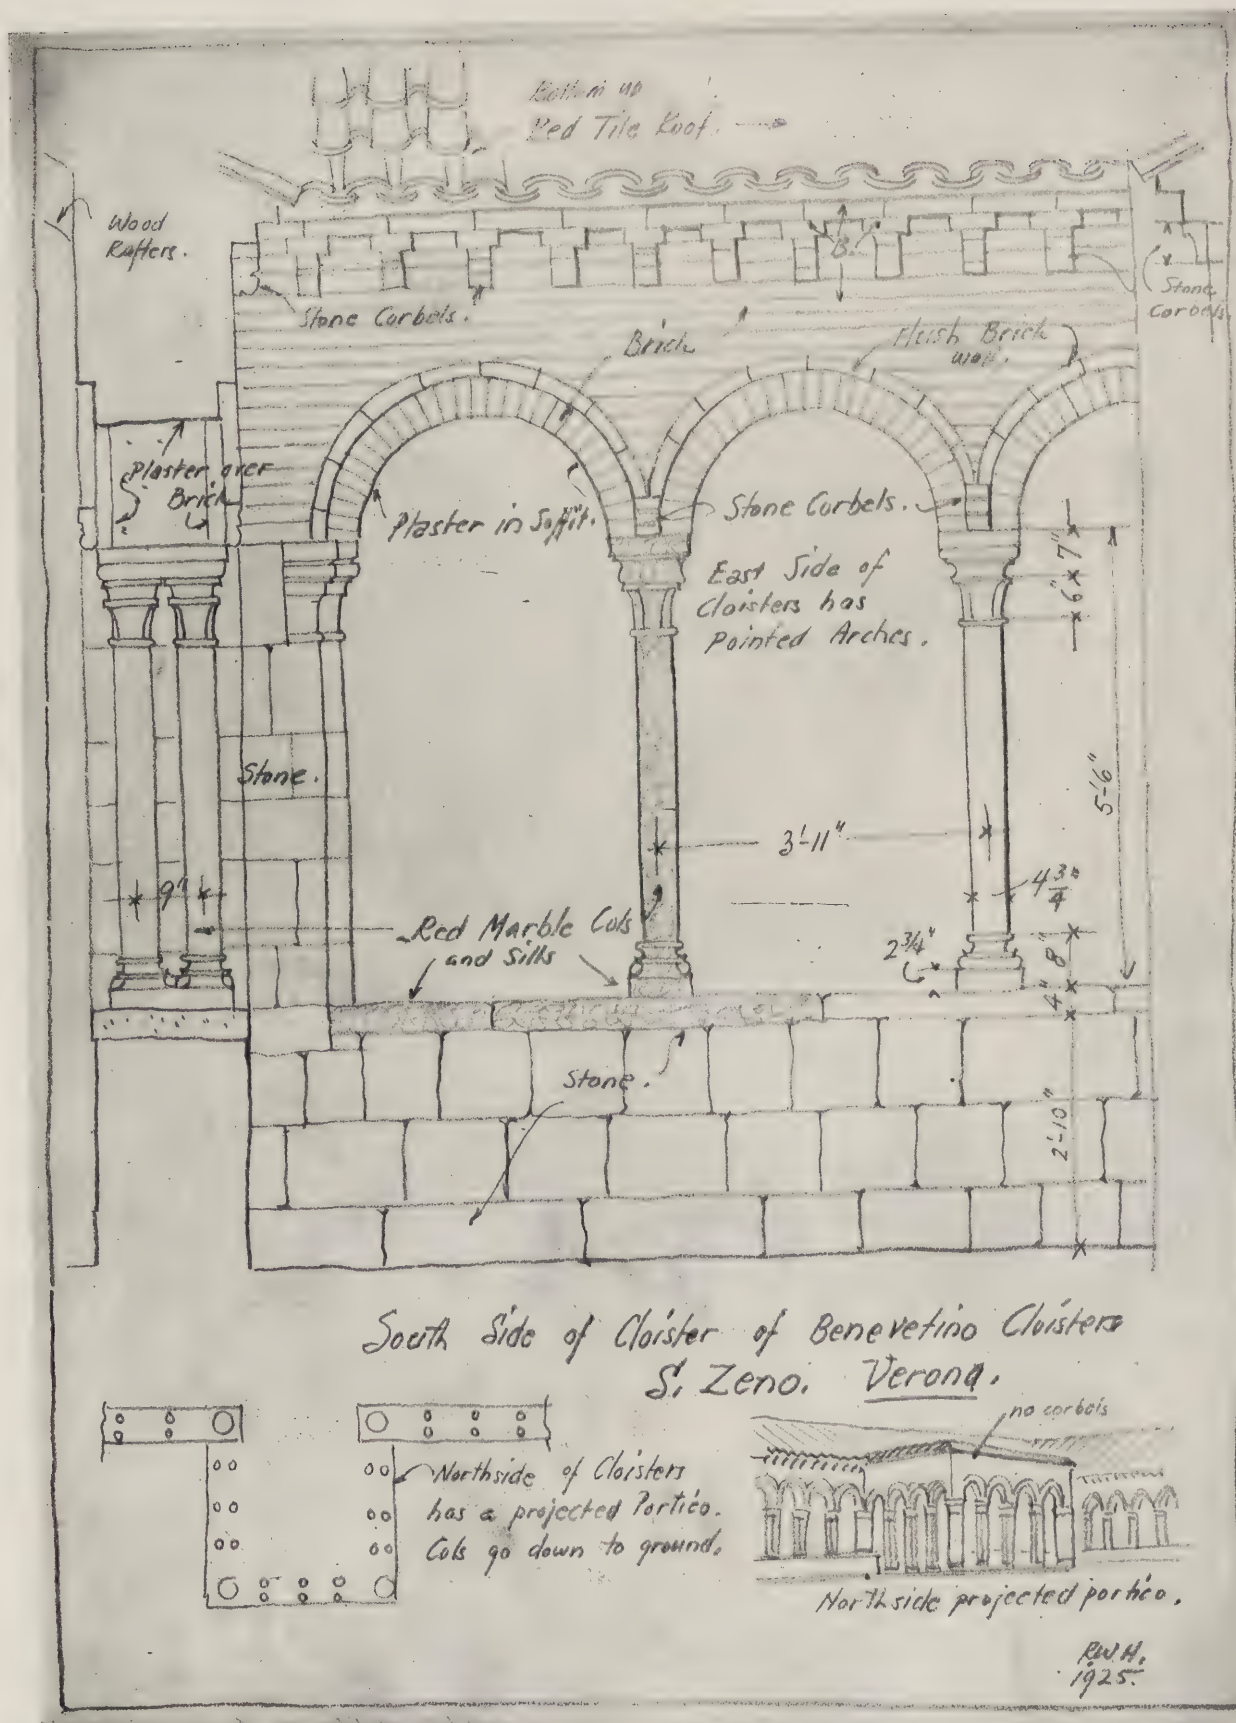 Bottom up
Red Tile Roof.
Wood
Rafters.
Stone Corbels.
B.
Stone
Corbels.
Brick
Flush Brick
wall.
Plaster over
Brick
Plaster in Soffit.
Stone Corbels.
East Side of
Cloisters has
Pointed Arches.
7"
6"
5'-6"
Stone.
3'-11"
9"
4 3/4"
Red Marble Cols
and Sills
2 3/4"
8"
4"
Stone.
2'-10"
South Side of Cloister of Benevetino Cloisters
S. Zeno. Verona.
no corbels
Northside of Cloisters
has a projected Portico.
Cols go down to ground.
Northside projected portico.
R.W.H.
1925.